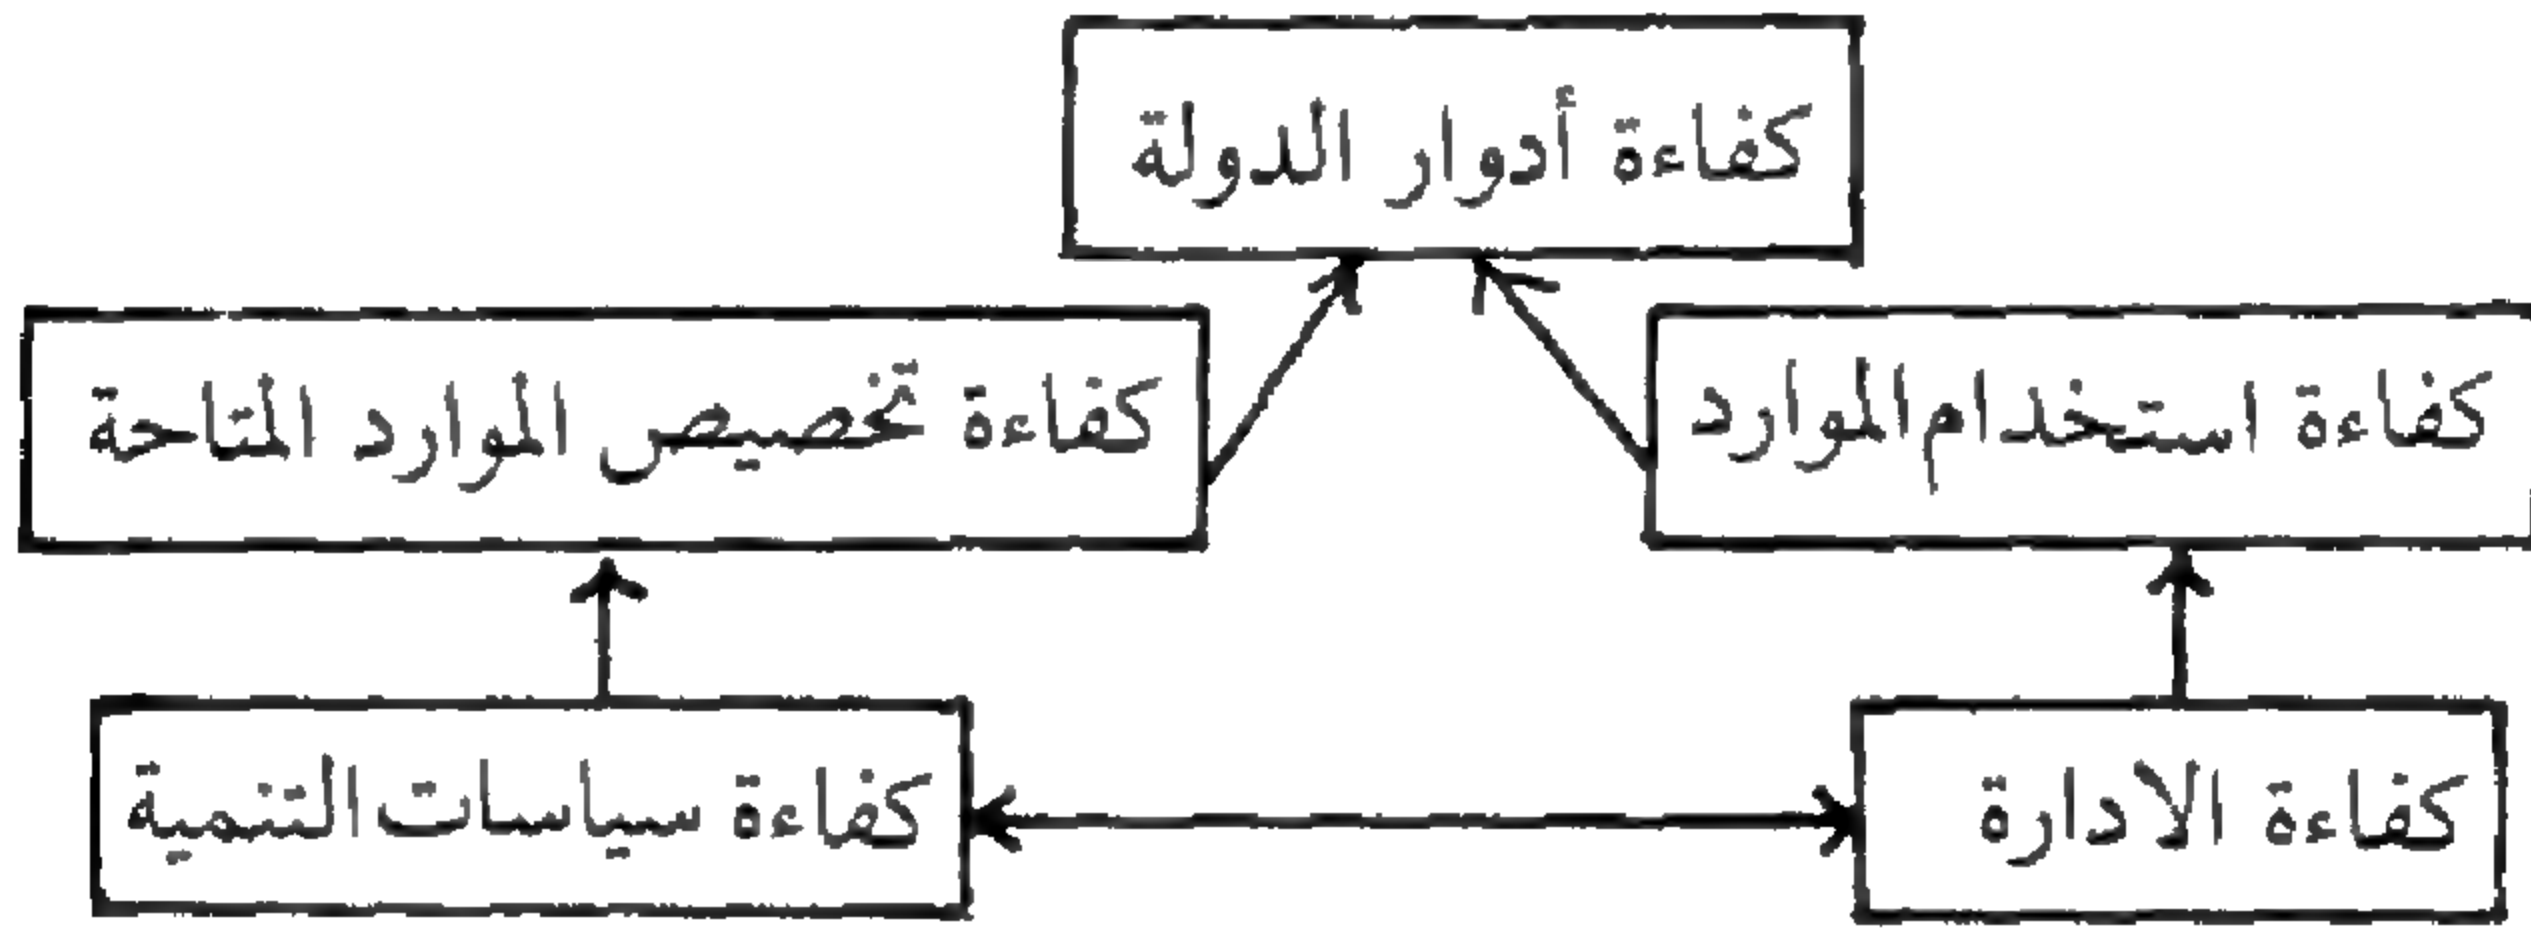 كفاءة أدوار الدولة
كفاءة استخدام الموارد
كفاءة تخصيص الموارد المتاحة
كفاءة الادارة
كفاءة سياسات التنمية